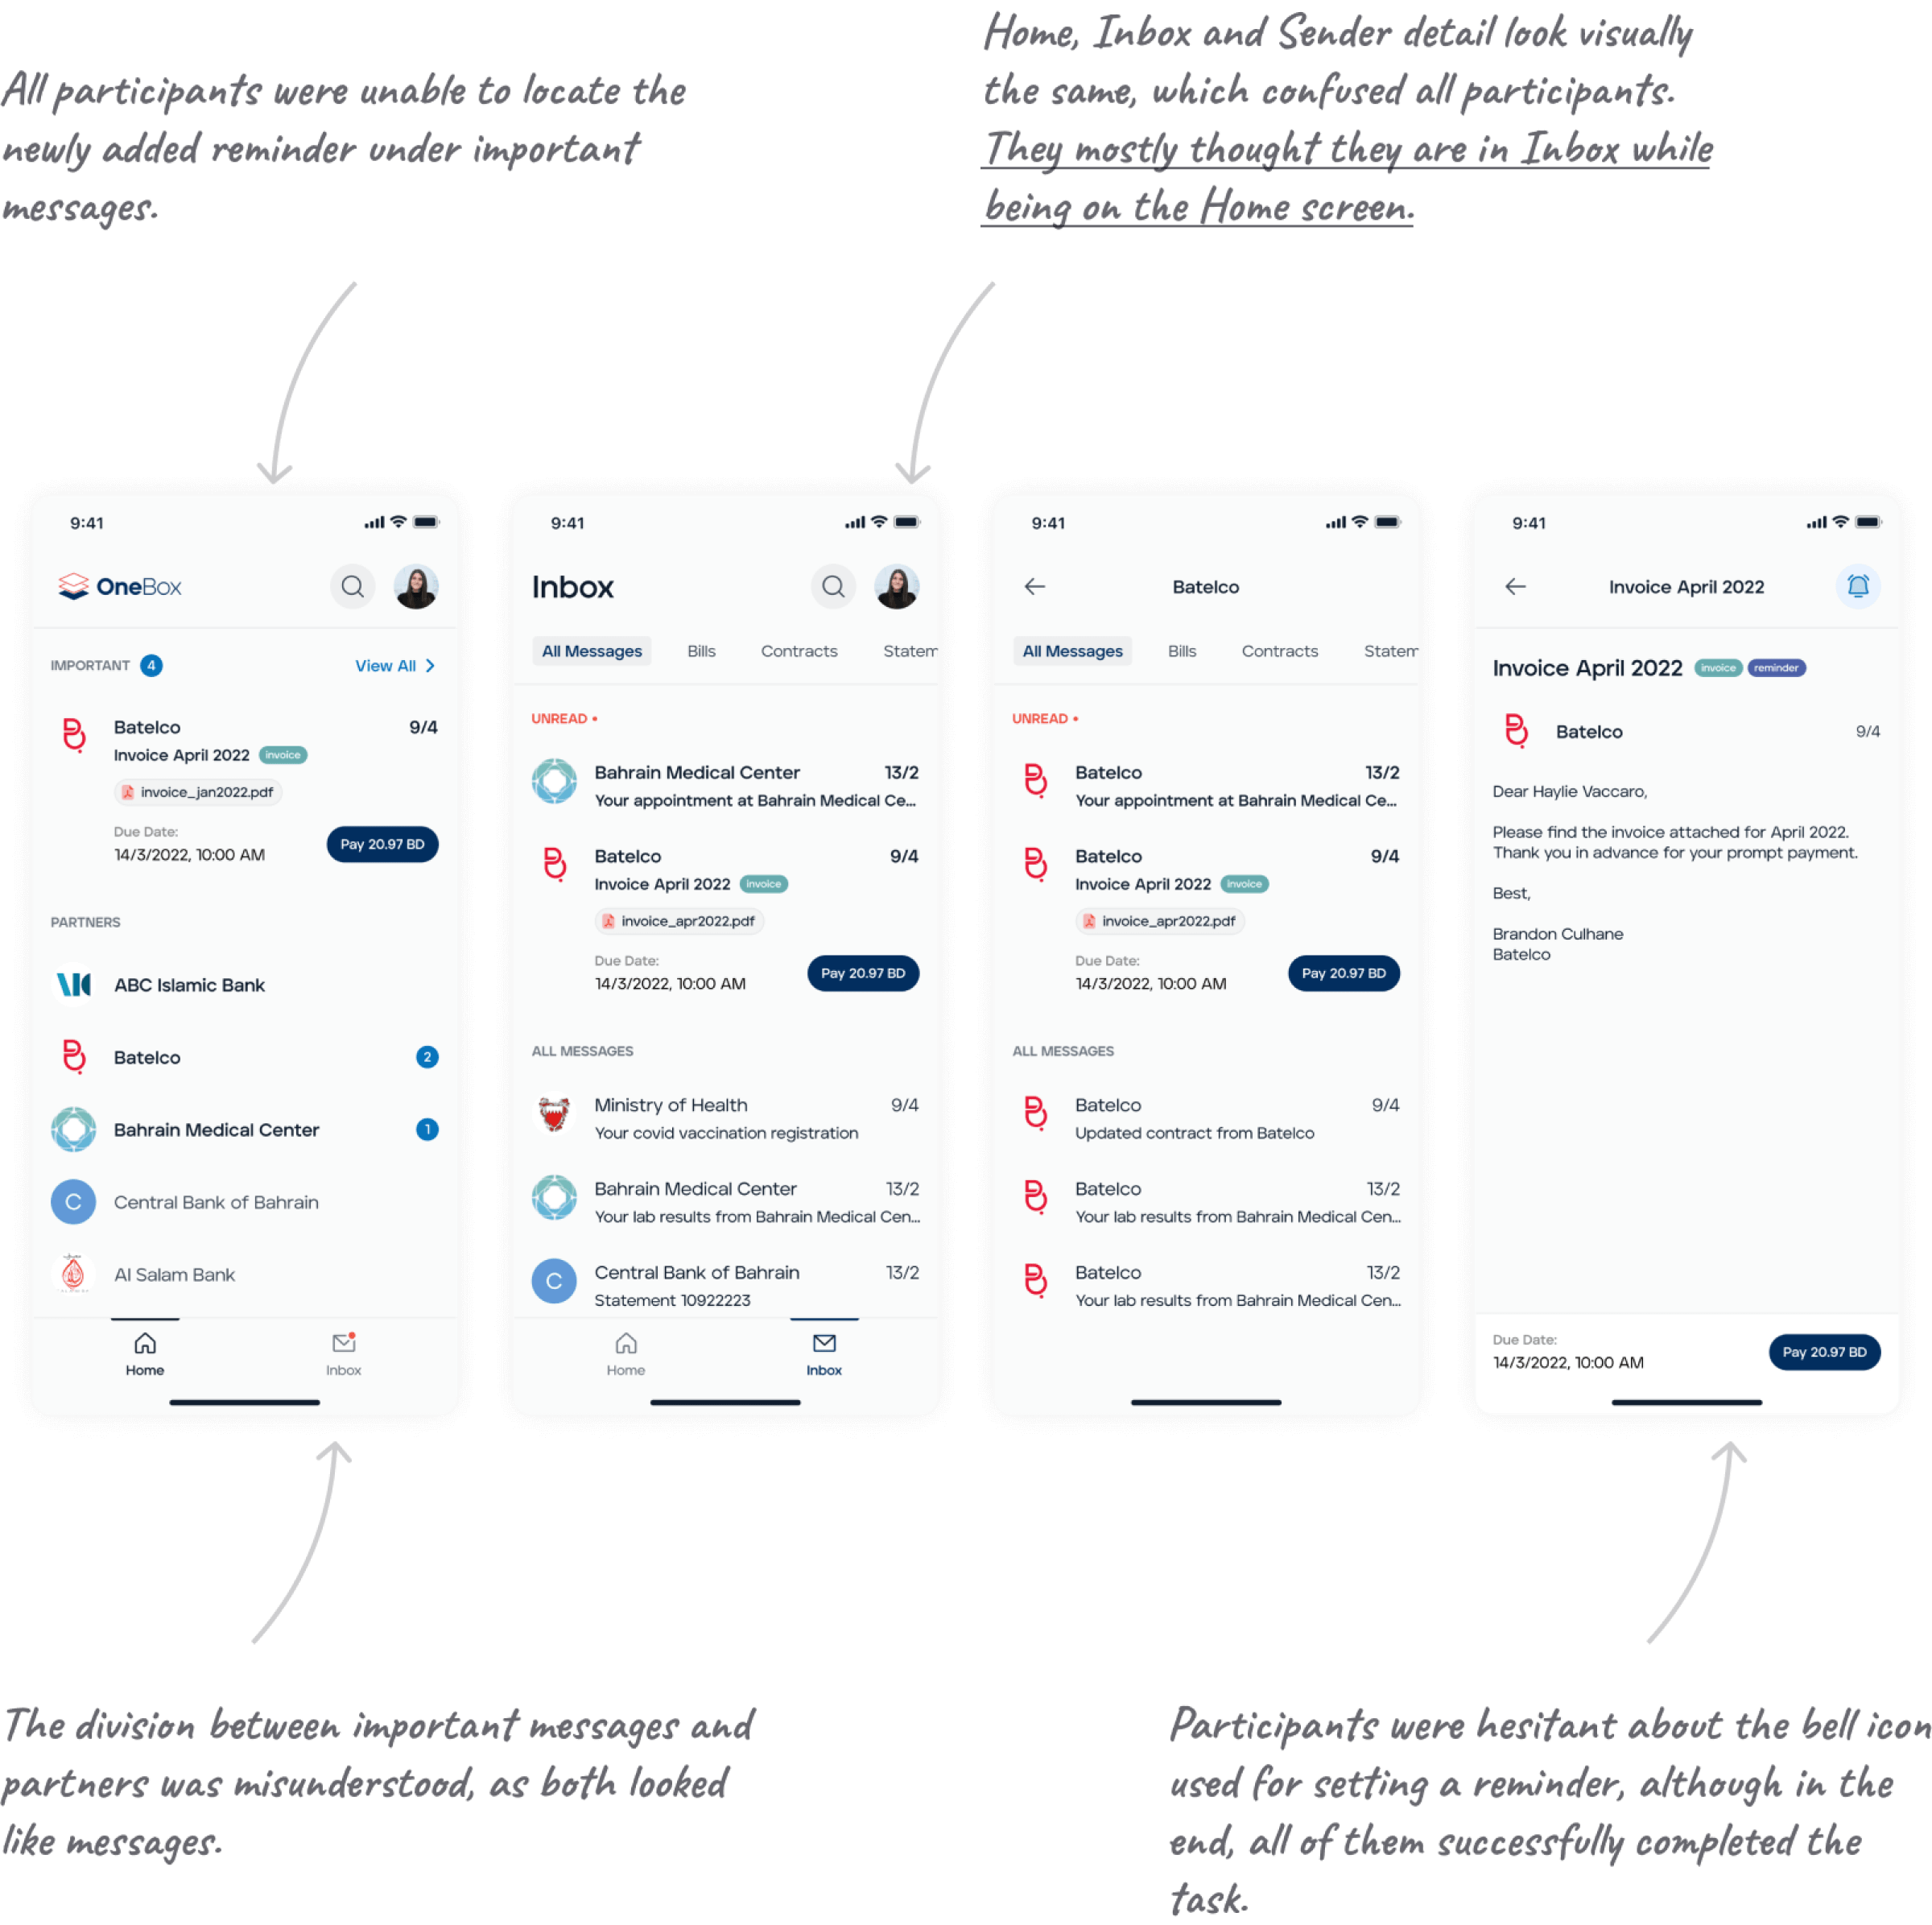 All participants were unable to locate the
newly added reminder under important
messages.
Home, Inbox and Sender detail look visually
the same, which confused all participants.
They mostly thought they are in Inbox while
being on the Home screen.
9:41
OneBox
IMPORTANT 4
View All
Batelco 9/4
Invoice April 2022 invoice
invoice_jan2022.pdf
Due Date:
14/3/2022, 10:00 AM
Pay 20.97 BD
PARTNERS
ABC Islamic Bank
Batelco 2
Bahrain Medical Center 1
C Central Bank of Bahrain
Al Salam Bank
Home Inbox
9:41
Inbox
All Messages Bills Contracts Statem
UNREAD •
Bahrain Medical Center 13/2
Your appointment at Bahrain Medical Ce...
Batelco 9/4
Invoice April 2022 invoice
invoice_apr2022.pdf
Due Date:
14/3/2022, 10:00 AM
Pay 20.97 BD
ALL MESSAGES
Ministry of Health 9/4
Your covid vaccination registration
Bahrain Medical Center 13/2
Your lab results from Bahrain Medical Cen...
C Central Bank of Bahrain 13/2
Statement 10922223
Home Inbox
9:41
Batelco
All Messages Bills Contracts Statem
UNREAD •
Batelco 13/2
Your appointment at Bahrain Medical Ce...
Batelco 9/4
Invoice April 2022 invoice
invoice_apr2022.pdf
Due Date:
14/3/2022, 10:00 AM
Pay 20.97 BD
ALL MESSAGES
Batelco 9/4
Updated contract from Batelco
Batelco 13/2
Your lab results from Bahrain Medical Cen...
Batelco 13/2
Your lab results from Bahrain Medical Cen...
9:41
Invoice April 2022
Invoice April 2022 invoice reminder
Batelco 9/4
Dear Haylie Vaccaro,
Please find the invoice attached for April 2022.
Thank you in advance for your prompt payment.
Best,
Brandon Culhane
Batelco
Due Date:
14/3/2022, 10:00 AM
Pay 20.97 BD
The division between important messages and
partners was misunderstood, as both looked
like messages.
Participants were hesitant about the bell icon
used for setting a reminder, although in the
end, all of them successfully completed the
task.